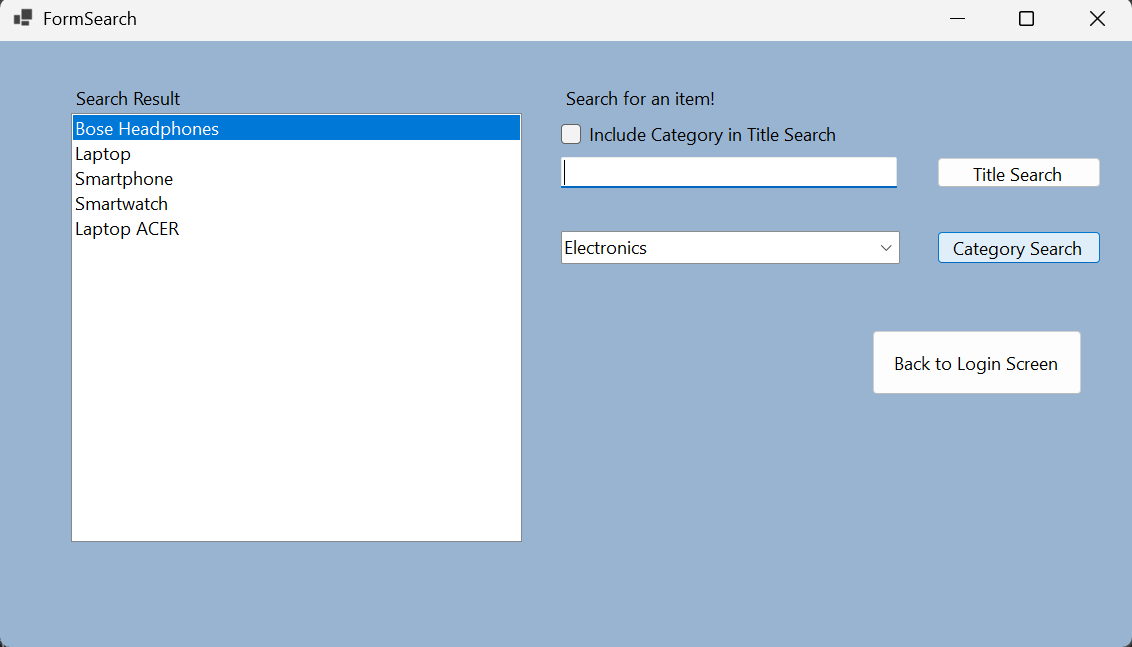 FormSearch
Search Result
Bose Headphones
Laptop
Smartphone
Smartwatch
Laptop ACER
Search for an item!
Include Category in Title Search
Title Search
Electronics
Category Search
Back to Login Screen